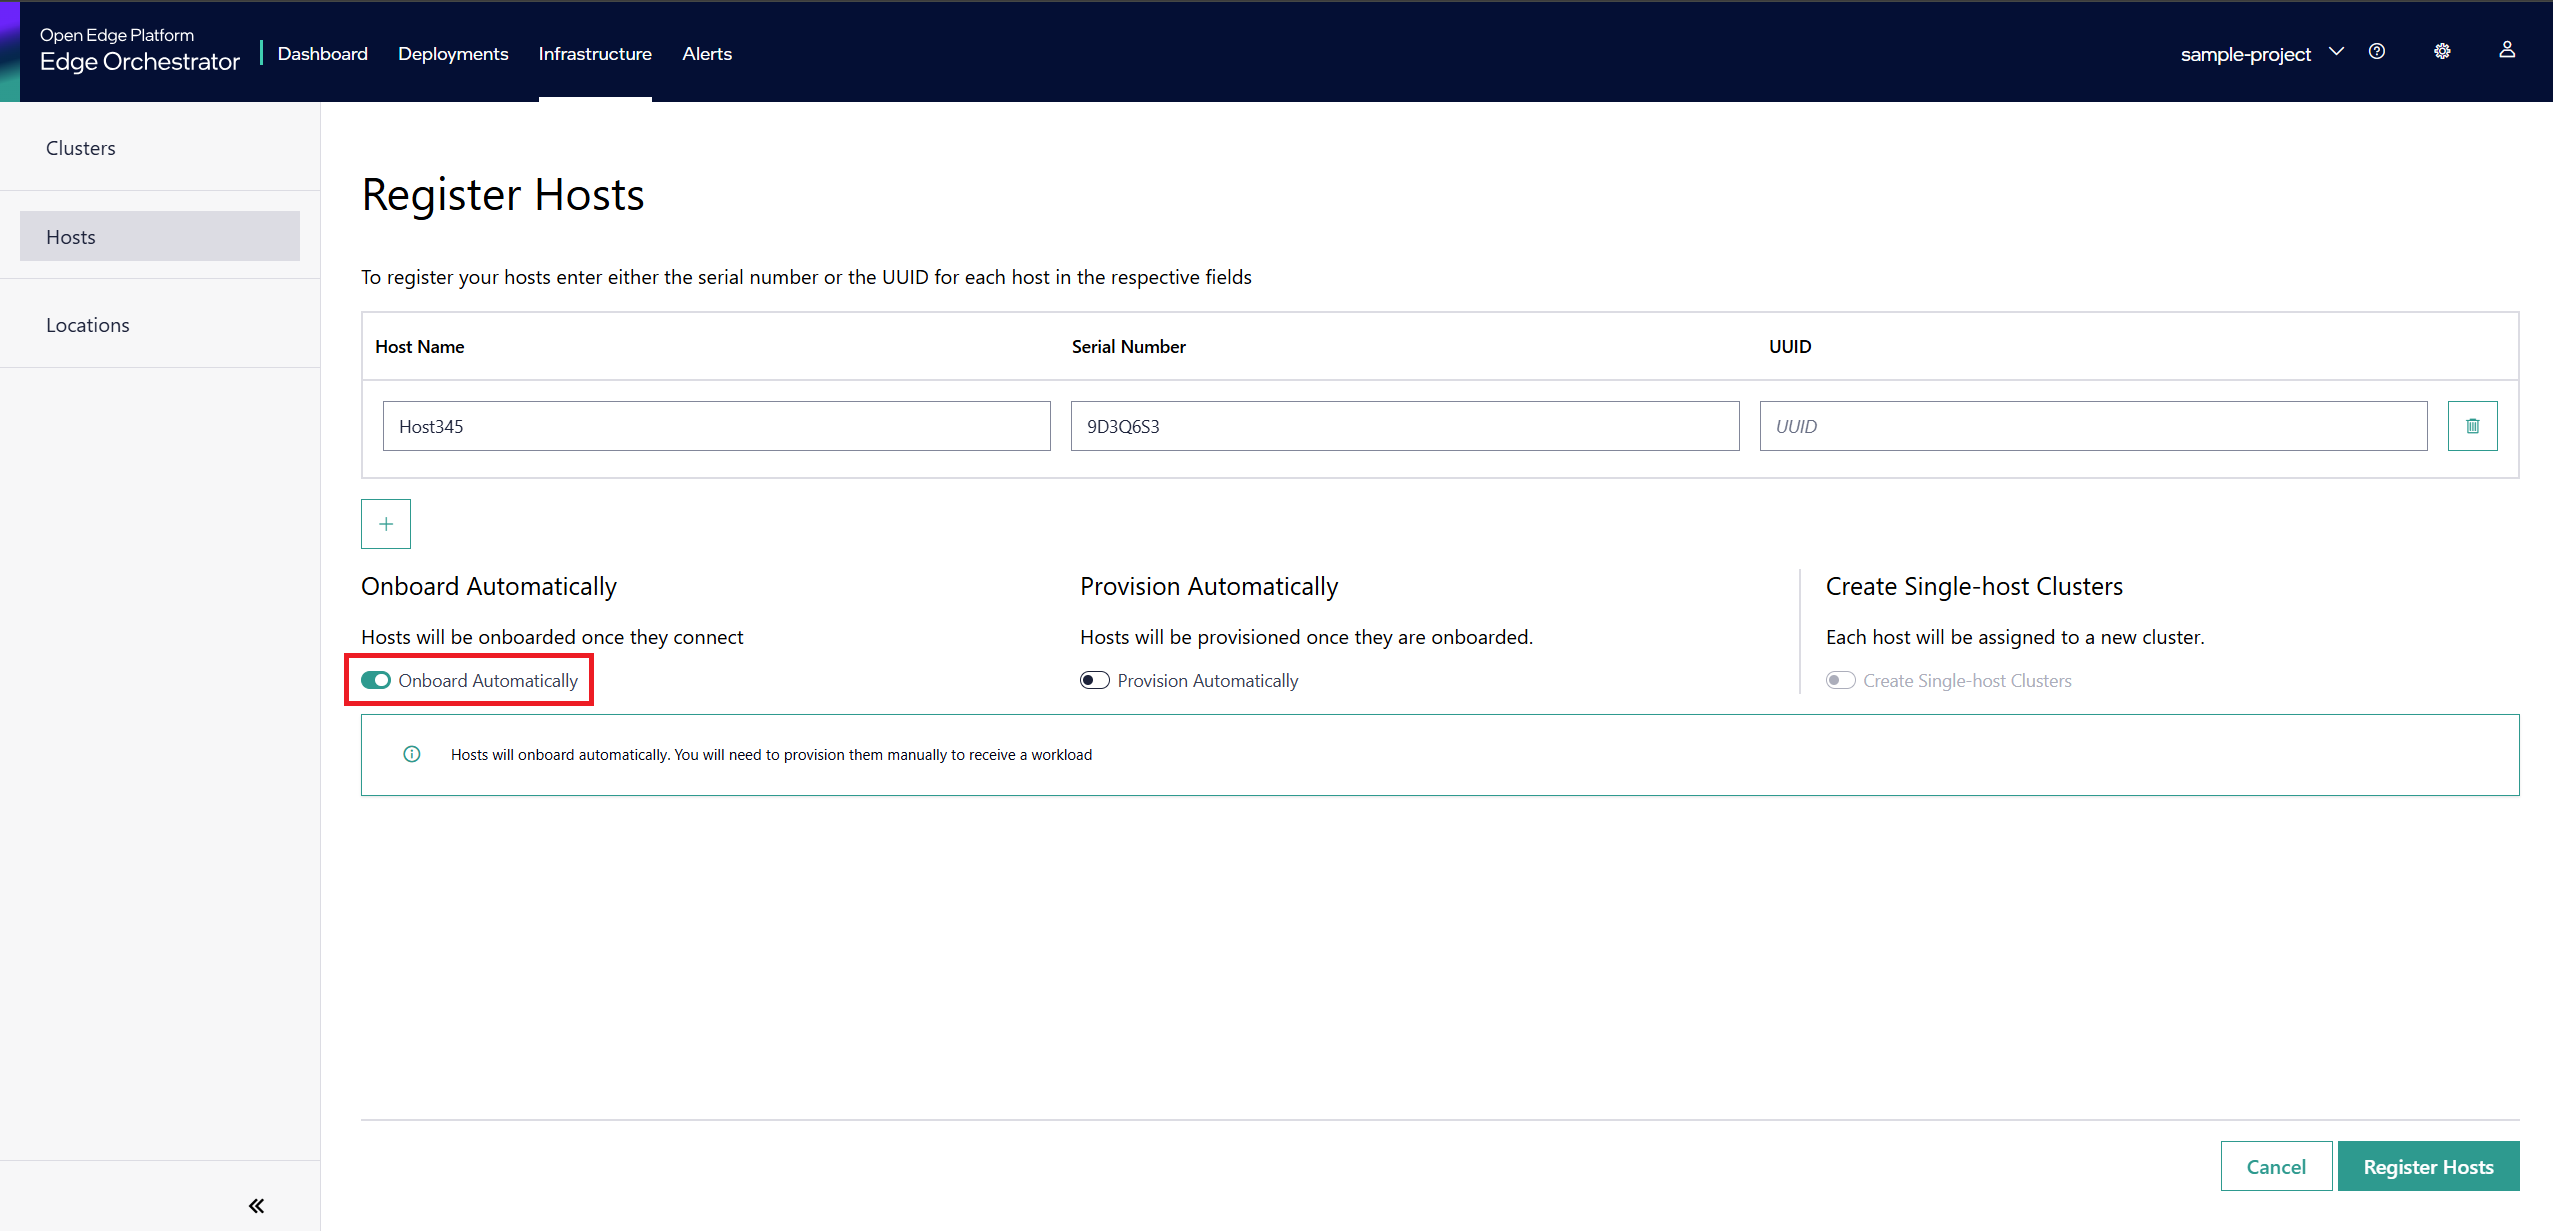 Open Edge Platform
Edge Orchestrator
Dashboard
Deployments
Infrastructure
Alerts
sample-project
Clusters
Hosts
Locations
Register Hosts
To register your hosts enter either the serial number or the UUID for each host in the respective fields
Host Name
Serial Number
UUID
Host345
9D3Q6S3
UUID
+
Onboard Automatically
Provision Automatically
Create Single-host Clusters
Hosts will be onboarded once they connect
Hosts will be provisioned once they are onboarded.
Each host will be assigned to a new cluster.
Onboard Automatically
Provision Automatically
Create Single-host Clusters
Hosts will onboard automatically. You will need to provision them manually to receive a workload
Cancel
Register Hosts